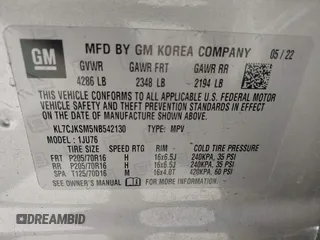 GM
MFD BY GM KOREA COMPANY
05/22
GVWR GAWR FRT GAWR RR
4286 LB 2348 LB 2194 LB
THIS VEHICLE CONFORMS TO ALL APPLICABLE U.S. FEDERAL MOTOR
VEHICLE SAFETY AND THEFT PREVENTION STANDARDS IN EFFECT
ON THE DATE OF MANUFACTURE SHOWN ABOVE.
KL7CJKSM5NB542130 TYPE: MPV
MODEL: 1JU76
TIRE SIZE SPEED RTG RIM COLD TIRE PRESSURE
FRT P205/70R16 H 16x6.5J 240KPA, 35 PSI
RR P205/70R16 H 16x6.5J 240KPA, 35 PSI
SPA T125/70D16 M 16x4.0T 420KPA, 60 PSI
SEE OWNER'S MANUAL
DREAMBID